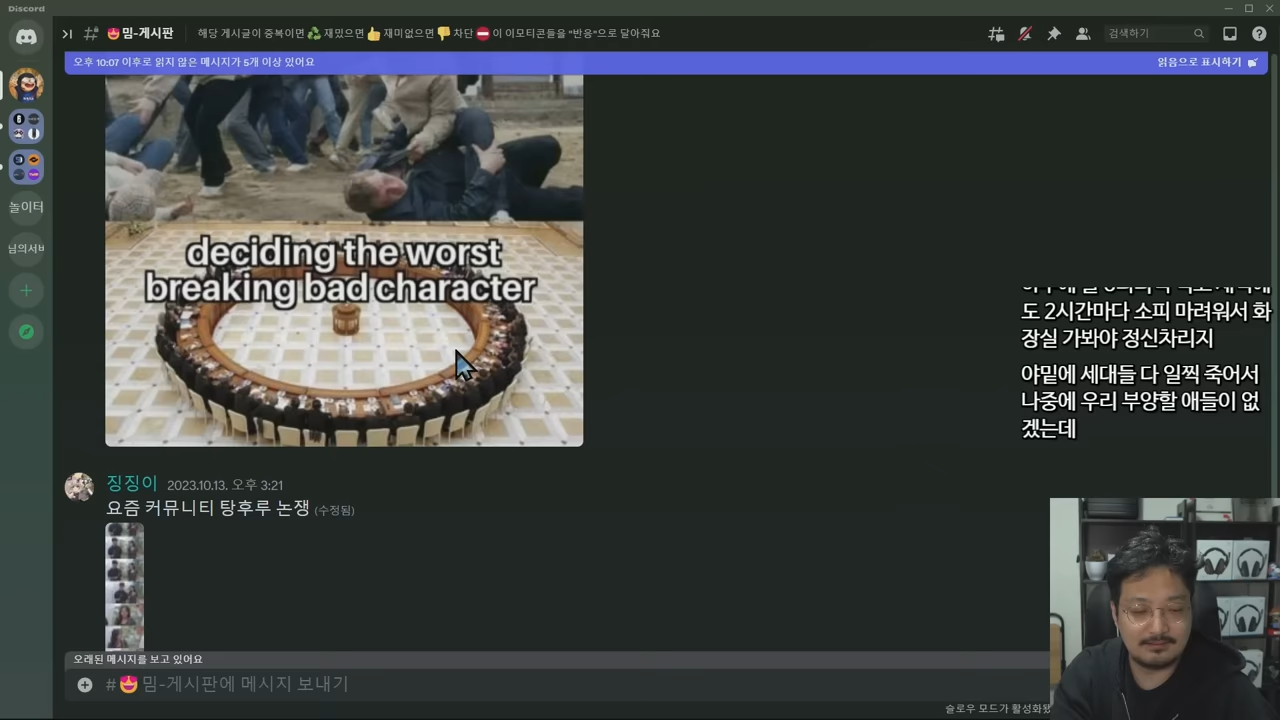 Discord
밈-게시판
해당 게시글이 중복이면 ♻️ 재밌으면 👍 재미없으면 👎 차단 ⛔ 이 이모티콘들을 "반응"으로 달아줘요
검색하기
오후 10:07 이후로 읽지 않은 메시지가 5개 이상 있어요
읽음으로 표시하기
놀이터
님의서버
deciding the worst
breaking bad character
도 2시간마다 소피 마려워서 화
장실 가봐야 정신차리지
야밑에 세대들 다 일찍 죽어서
나중에 우리 부양할 애들이 없
겠는데
징징이 2023.10.13. 오후 3:21
요즘 커뮤니티 탕후루 논쟁 (수정됨)
오래된 메시지를 보고 있어요
#😍밈-게시판에 메시지 보내기
슬로우 모드가 활성화됐